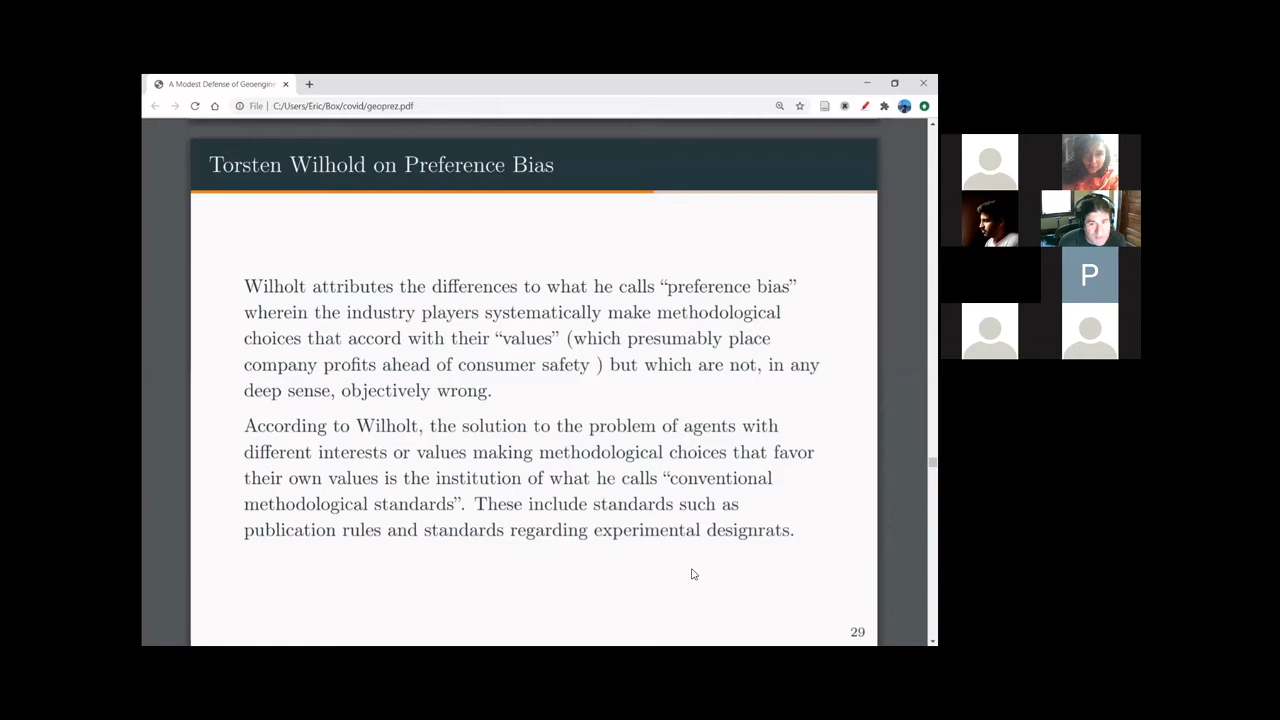 A Modest Defense of Geoengine
File
C:/Users/Eric/Box/covid/geoprez.pdf
Torsten Wilhold on Preference Bias
Wilholt attributes the differences to what he calls “preference bias”
wherein the industry players systematically make methodological
choices that accord with their “values” (which presumably place
company profits ahead of consumer safety ) but which are not, in any
deep sense, objectively wrong.
According to Wilholt, the solution to the problem of agents with
different interests or values making methodological choices that favor
their own values is the institution of what he calls “conventional
methodological standards”. These include standards such as
publication rules and standards regarding experimental designrats.
29
P